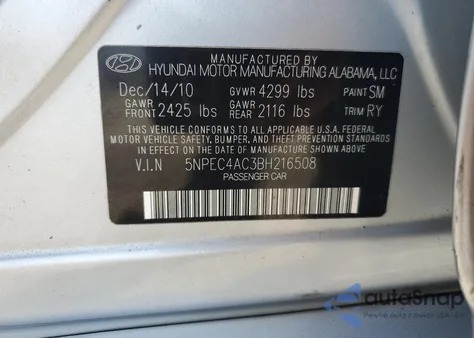 MANUFACTURED BY
HYUNDAI MOTOR MANUFACTURING ALABAMA, LLC
Dec/14/10 GVWR 4299 lbs PAINT SM
GAWR FRONT 2425 lbs GAWR REAR 2116 lbs TRIM RY
THIS VEHICLE CONFORMS TO ALL APPLICABLE U.S. FEDERAL
MOTOR VEHICLE SAFETY, BUMPER, AND THEFT PREVENTION
STANDARDS IN EFFECT ON THE DATE OF MANUFACTURE SHOWN ABOVE.
V.I.N 5NPEC4AC3BH216508
PASSENGER CAR
autoSnap